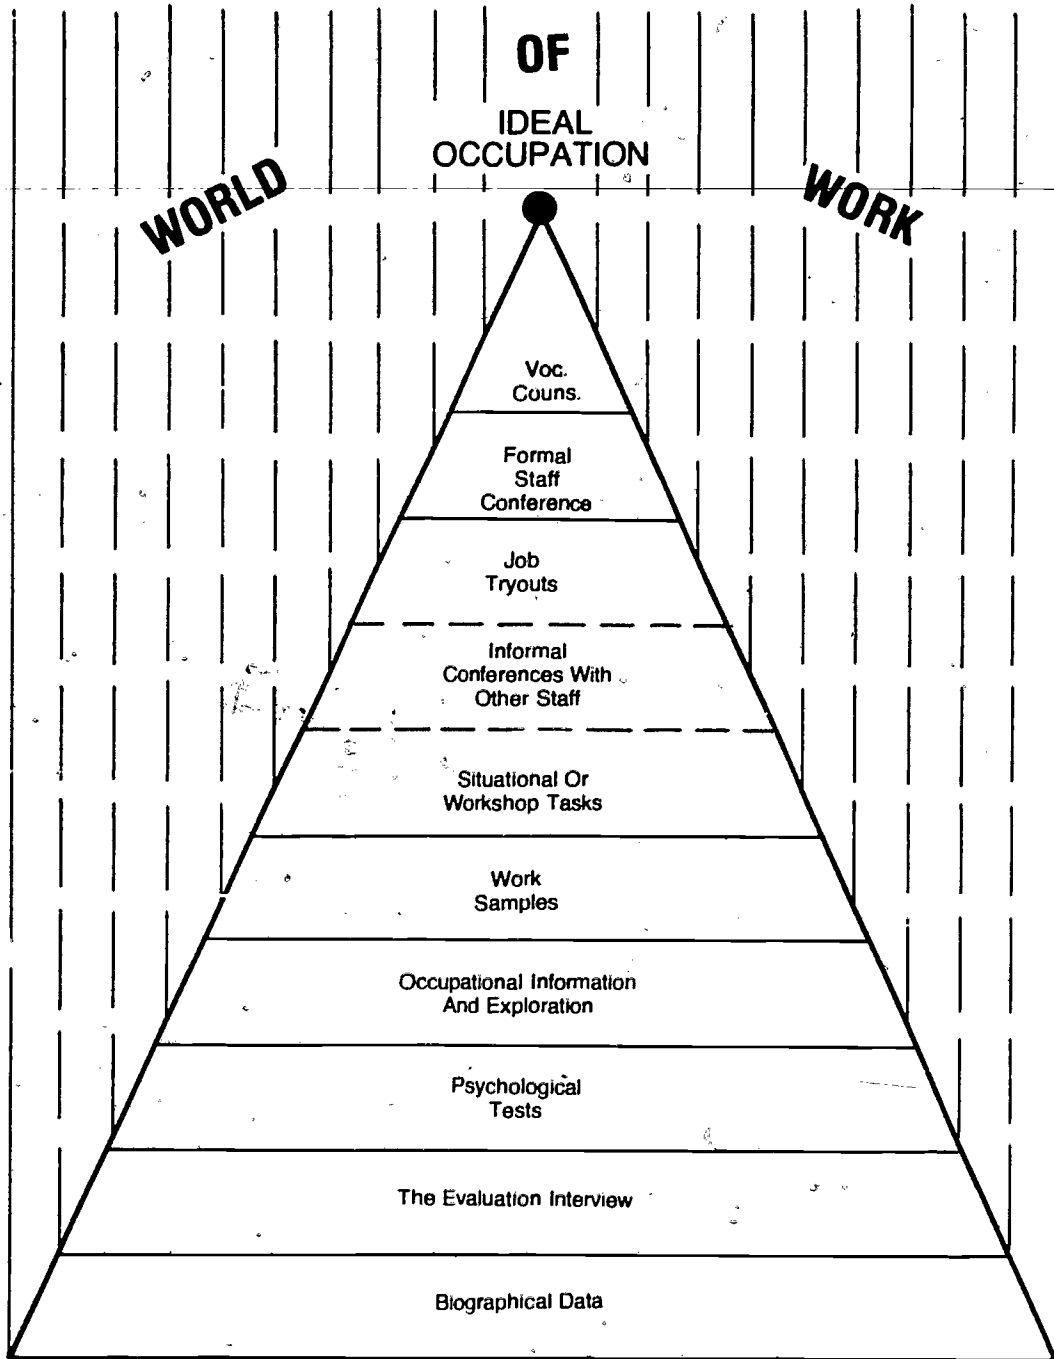 WORLD
OF
WORK
IDEAL
OCCUPATION
Voc.
Couns.
Formal
Staff
Conference
Job
Tryouts
Informal
Conferences With
Other Staff
Situational Or
Workshop Tasks
Work
Samples
Occupational Information
And Exploration
Psychological
Tests
The Evaluation Interview
Biographical Data